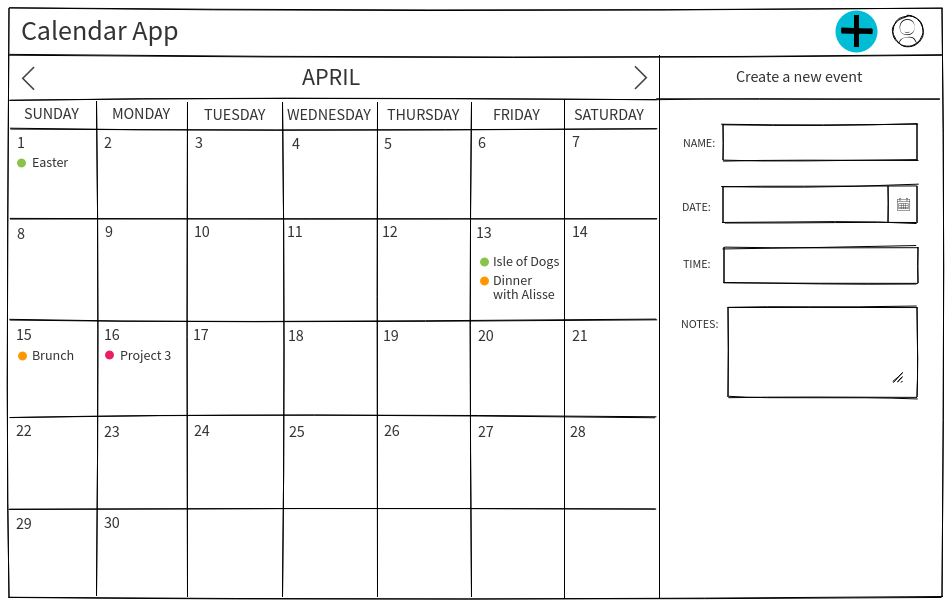 Calendar App
APRIL
Create a new event
SUNDAY MONDAY TUESDAY WEDNESDAY THURSDAY FRIDAY SATURDAY
1 2 3 4 5 6 7
Easter
8 9 10 11 12 13 14
Isle of Dogs
Dinner
with Alisse
15 16 17 18 19 20 21
Brunch Project 3
22 23 24 25 26 27 28
29 30
NAME:
DATE:
TIME:
NOTES: